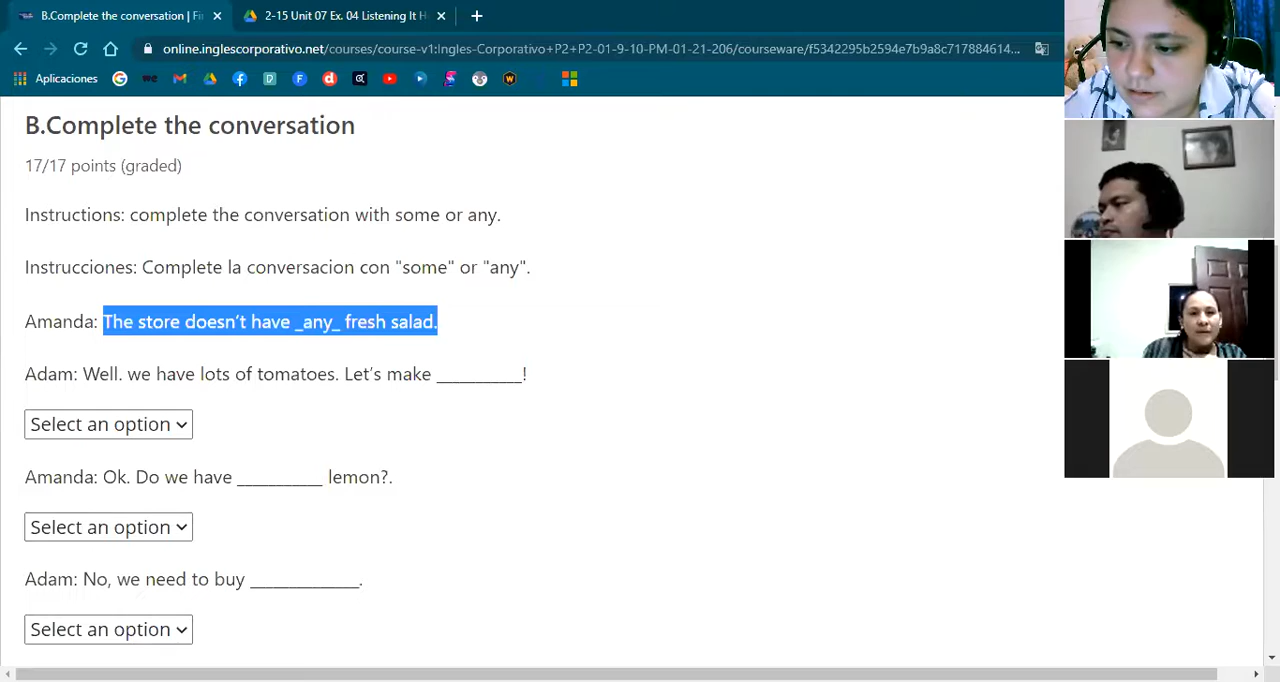 B.Complete the conversation | Fi
2-15 Unit 07 Ex. 04 Listening It H
online.inglescorporativo.net/courses/course-v1:Ingles-Corporativo+P2+P2-01-9-10-PM-01-21-206/courseware/f5342295b2594e7b9a8c717884614...
Aplicaciones
B.Complete the conversation
17/17 points (graded)
Instructions: complete the conversation with some or any.
Instrucciones: Complete la conversacion con "some" or "any".
Amanda: The store doesn't have _any_ fresh salad.
Adam: Well. we have lots of tomatoes. Let's make ___________!
Select an option
Amanda: Ok. Do we have ___________ lemon?.
Select an option
Adam: No, we need to buy ______________.
Select an option